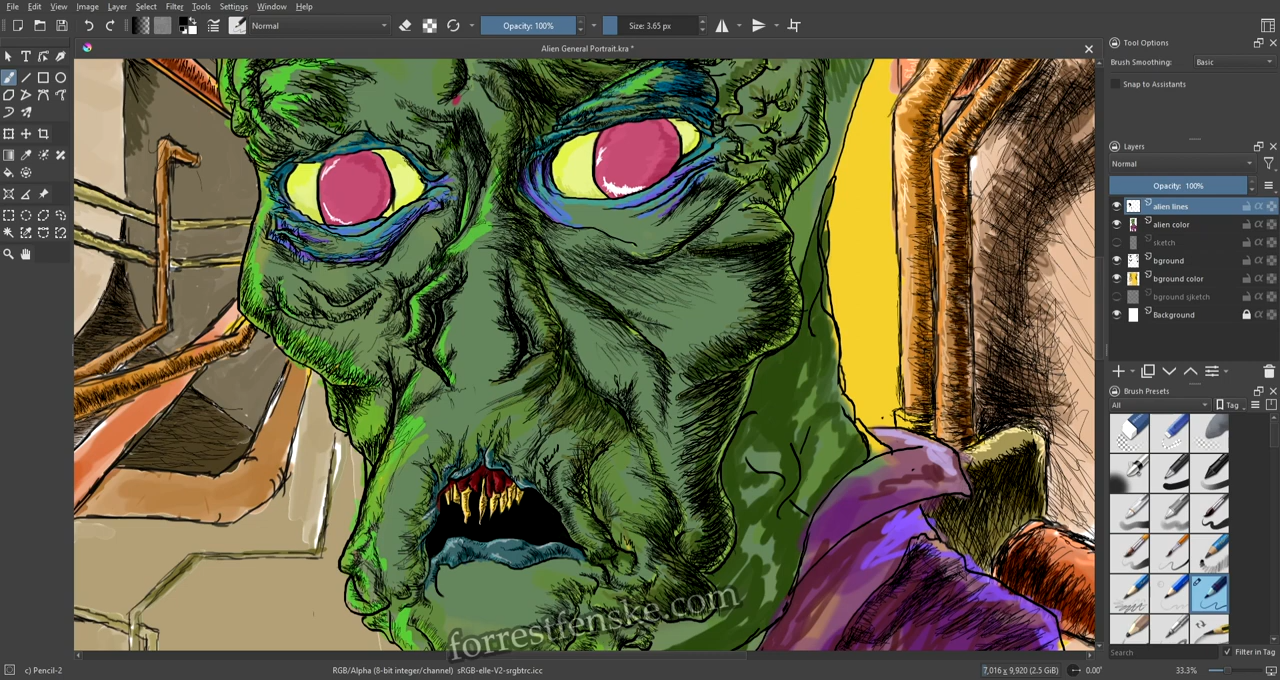 File Edit View Image Layer Select Filter Tools Settings Window Help
Normal Opacity: 100% Size: 3.65 px
Alien General Portrait.kra *
Tool Options
Brush Smoothing: Basic
Snap to Assistants
Layers
Normal
Opacity: 100%
alien lines
alien color
sketch
bground
bground color
bground sjketch
Background
Brush Presets
All Tag
Search Filter in Tag
forrestfenske.com
c) Pencil-2 RGB/Alpha (8-bit integer/channel) sRGB-elle-V2-srgbtrc.icc 7,016 x 9,920 (2.5 GiB) 0.00° 33.3%